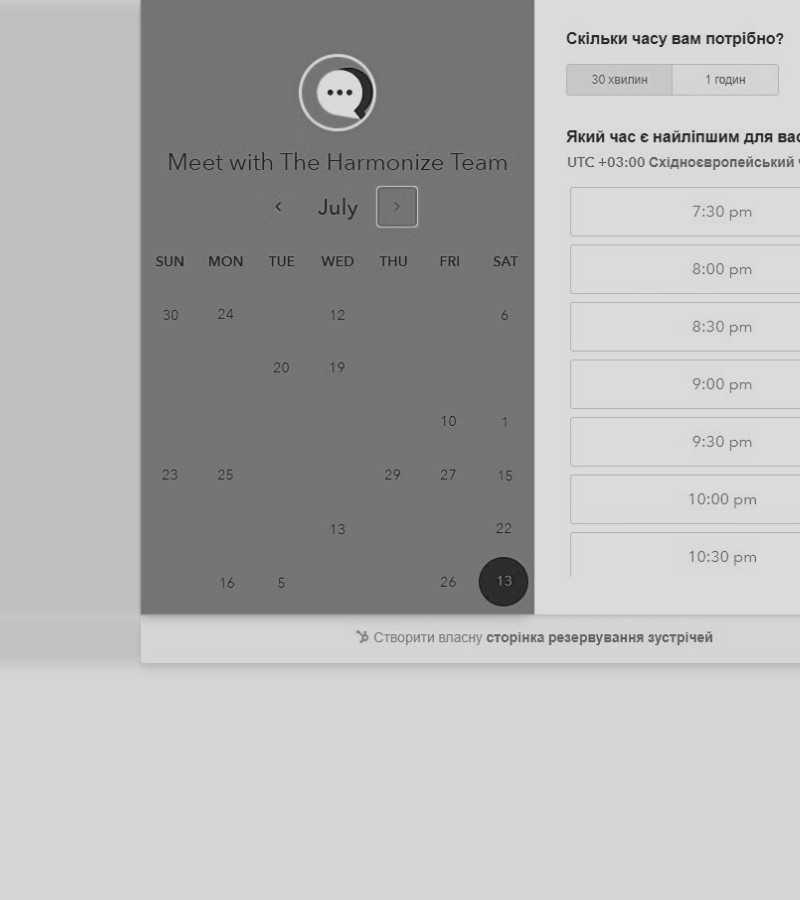 Meet with The Harmonize Team
July
SUN MON TUE WED THU FRI SAT
30 24 12 6
20 19
10 1
23 25 29 27 15
13 22
16 5 26 13
Скільки часу вам потрібно?
30 хвилин 1 годин
Який час є найліпшим для
UTC +03:00 Східноєвропейський
7:30 pm
8:00 pm
8:30 pm
9:00 pm
9:30 pm
10:00 pm
10:30 pm
Створити власну сторінка резервування зустрічей